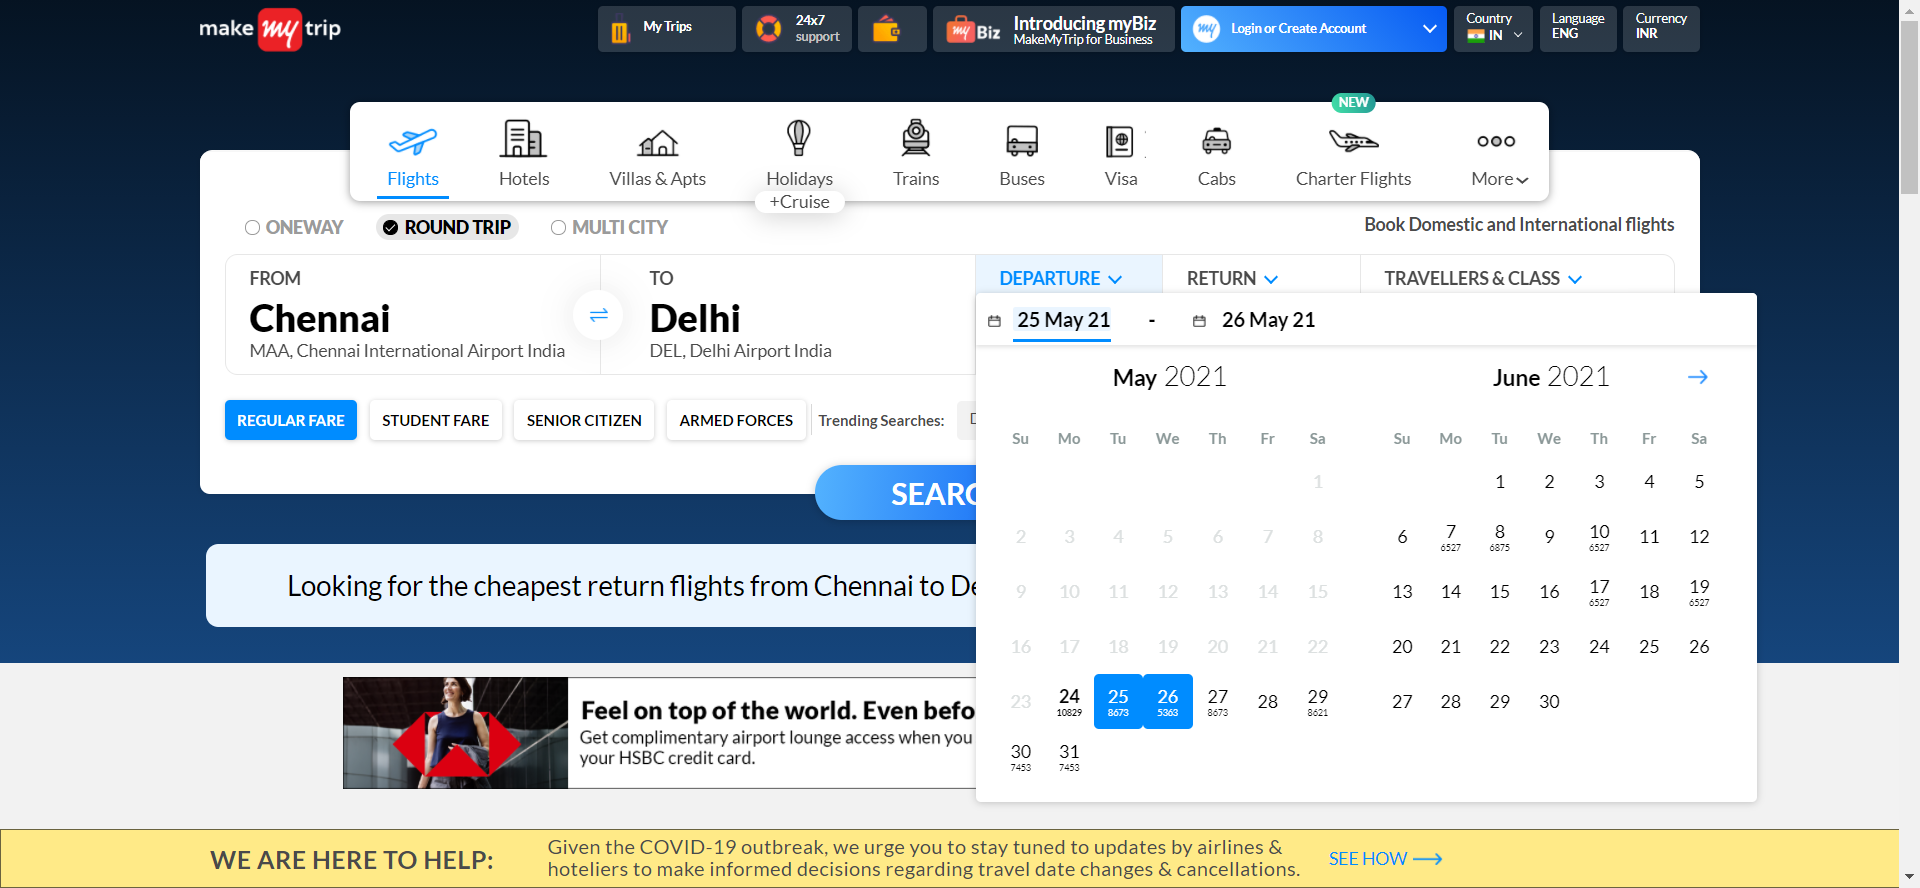 make my trip
My Trips
24x7
support
my Biz
Introducing myBiz
MakeMyTrip for Business
my
Login or Create Account
Country
IN
Language
ENG
Currency
INR
NEW
Flights
Hotels
Villas & Apts
Holidays
+Cruise
Trains
Buses
Visa
Cabs
Charter Flights
More
ONEWAY
ROUND TRIP
MULTI CITY
Book Domestic and International flights
FROM
Chennai
MAA, Chennai International Airport India
TO
Delhi
DEL, Delhi Airport India
DEPARTURE
RETURN
TRAVELLERS & CLASS
25 May 21 - 26 May 21
May 2021
Su Mo Tu We Th Fr Sa
1
2 3 4 5 6 7 8
9 10 11 12 13 14 15
16 17 18 19 20 21 22
23 24 25 26 27 28 29
10829 8673 5363 8673 8621
30 31
7453 7453
June 2021
Su Mo Tu We Th Fr Sa
1 2 3 4 5
6 7 8 9 10 11 12
6527 6875 6527
13 14 15 16 17 18 19
6527 6527
20 21 22 23 24 25 26
27 28 29 30
REGULAR FARE
STUDENT FARE
SENIOR CITIZEN
ARMED FORCES
Trending Searches:
D
SEARC
Looking for the cheapest return flights from Chennai to De
Feel on top of the world. Even befo
Get complimentary airport lounge access when you
your HSBC credit card.
WE ARE HERE TO HELP:
Given the COVID-19 outbreak, we urge you to stay tuned to updates by airlines &
hoteliers to make informed decisions regarding travel date changes & cancellations.
SEE HOW